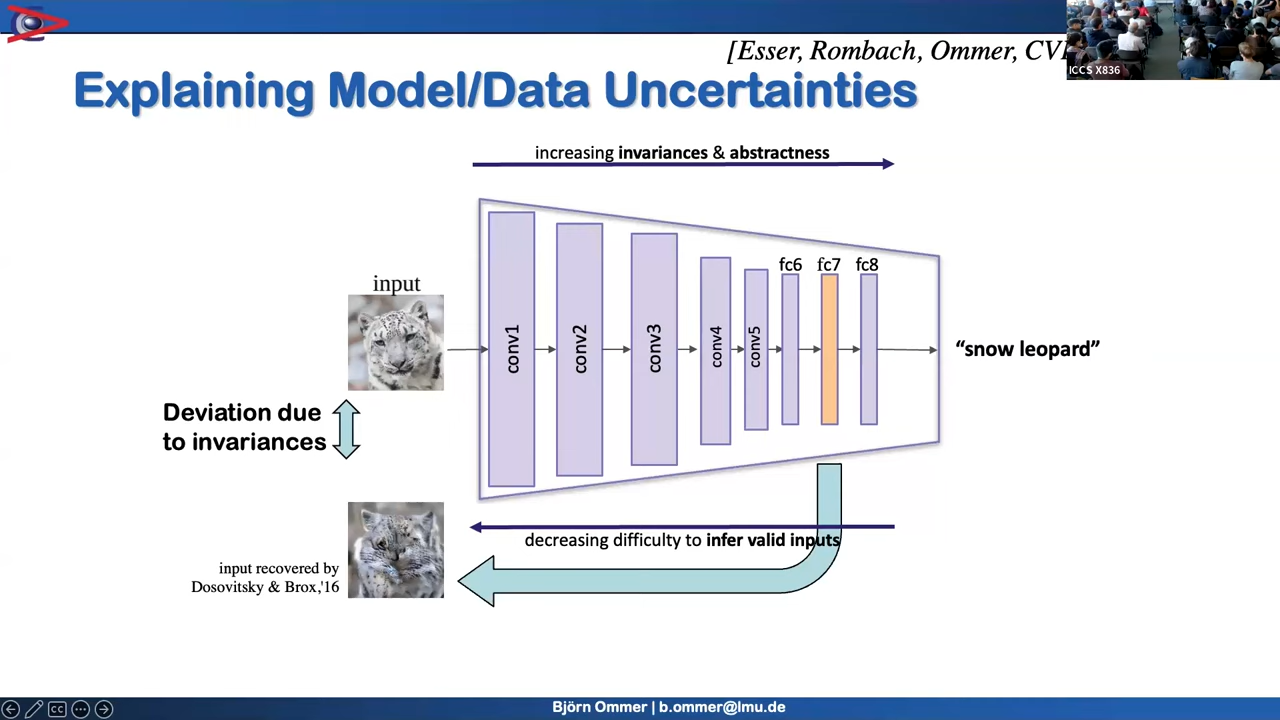 [Esser, Rombach, Ommer,
ICCS X836
Explaining Model/Data Uncertainties
increasing invariances & abstractness
fc6 fc7 fc8
input
conv1
conv2
conv3
conv4
conv5
“snow leopard”
Deviation due
to invariances
decreasing difficulty to infer valid inputs
input recovered by
Dosovitsky & Brox,'16
CC
Björn Ommer | b.ommer@lmu.de